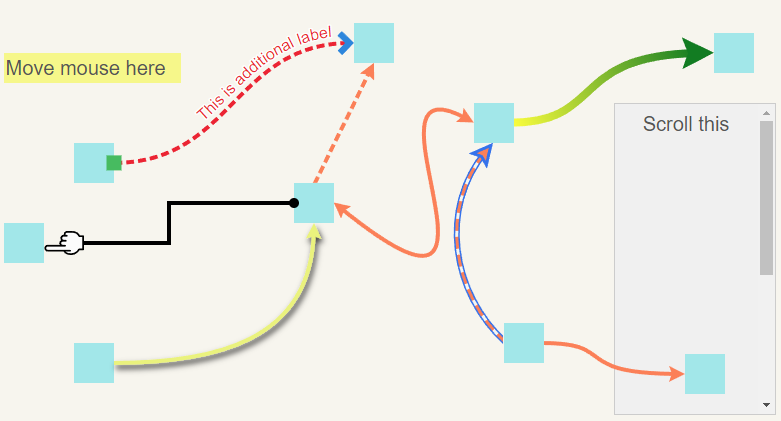 This is additional label
Move mouse here
Scroll this